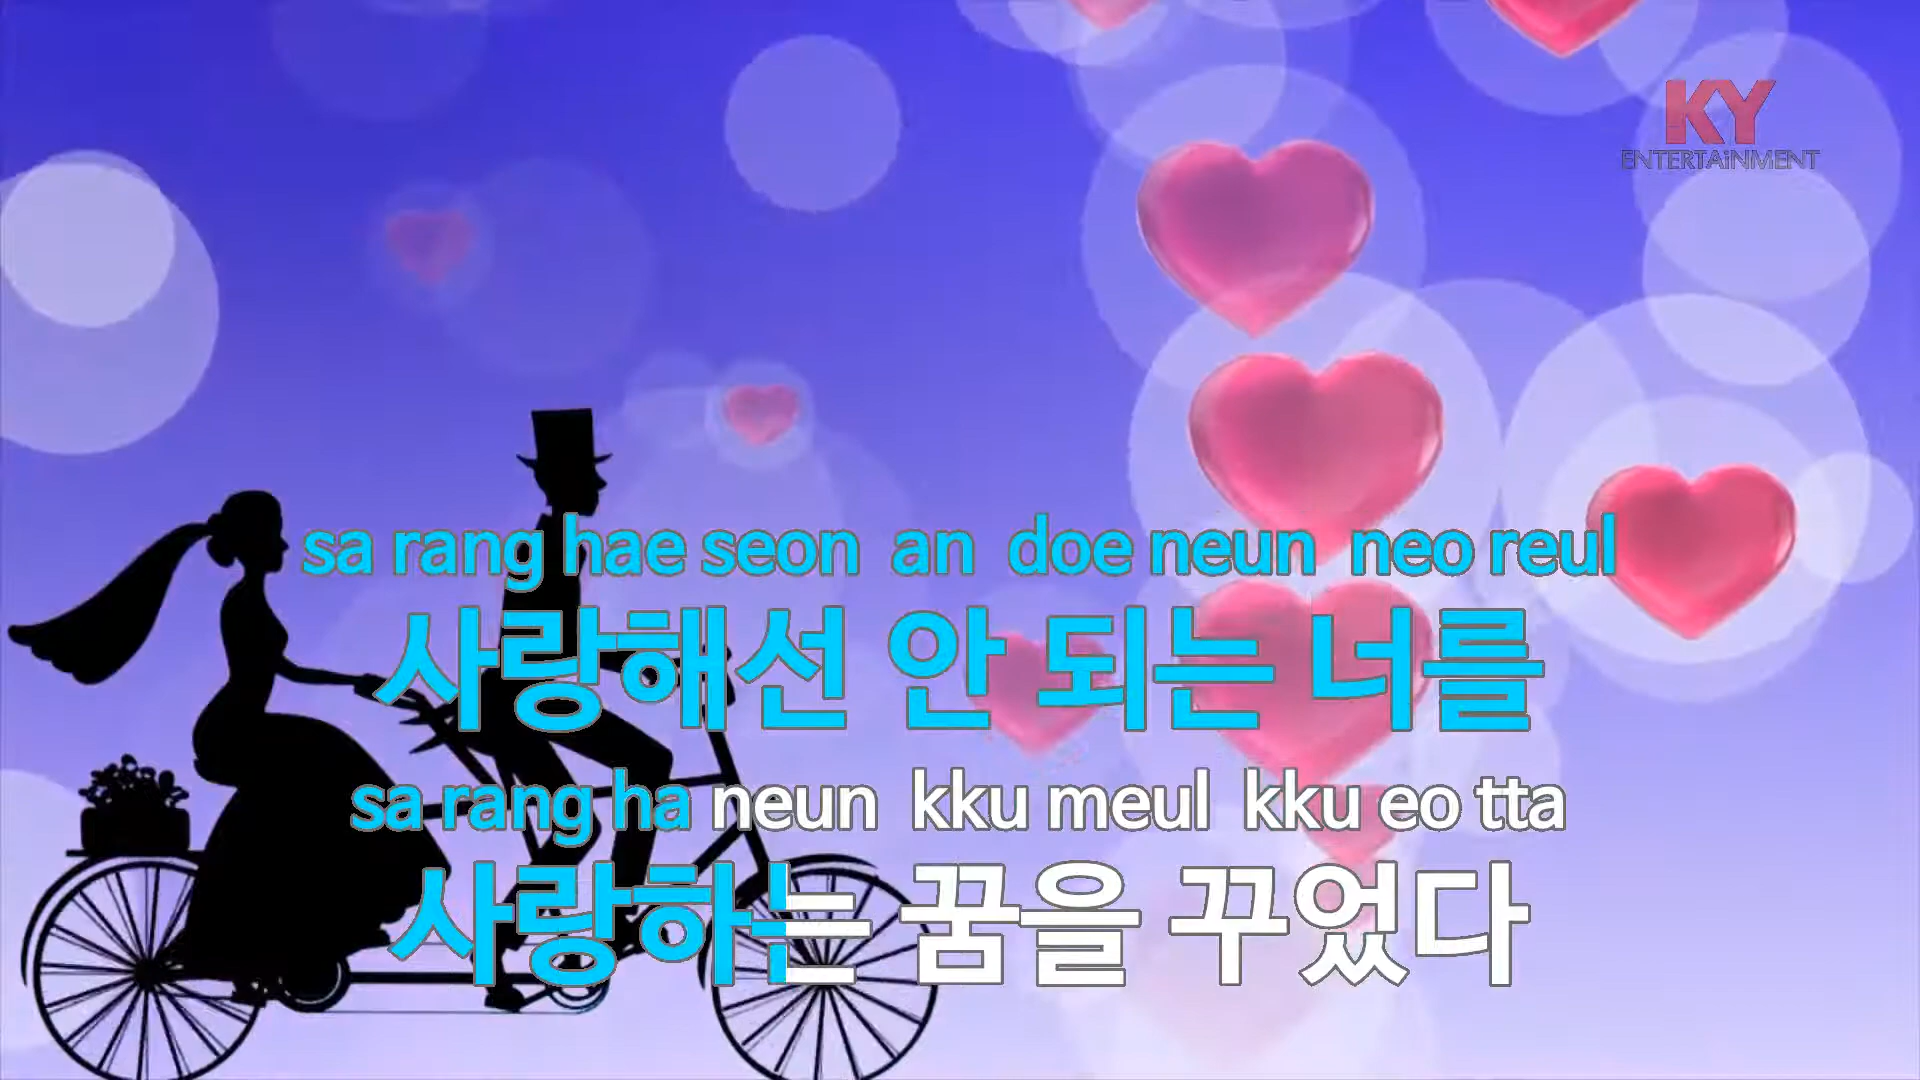 KY
ENTERTAiNMENT
sa rang hae seon an doe neun neo reul
사랑해선 안 되는 너를
sa rang ha neun kku meul kku eo tta
사랑하는 꿈을 꾸었다